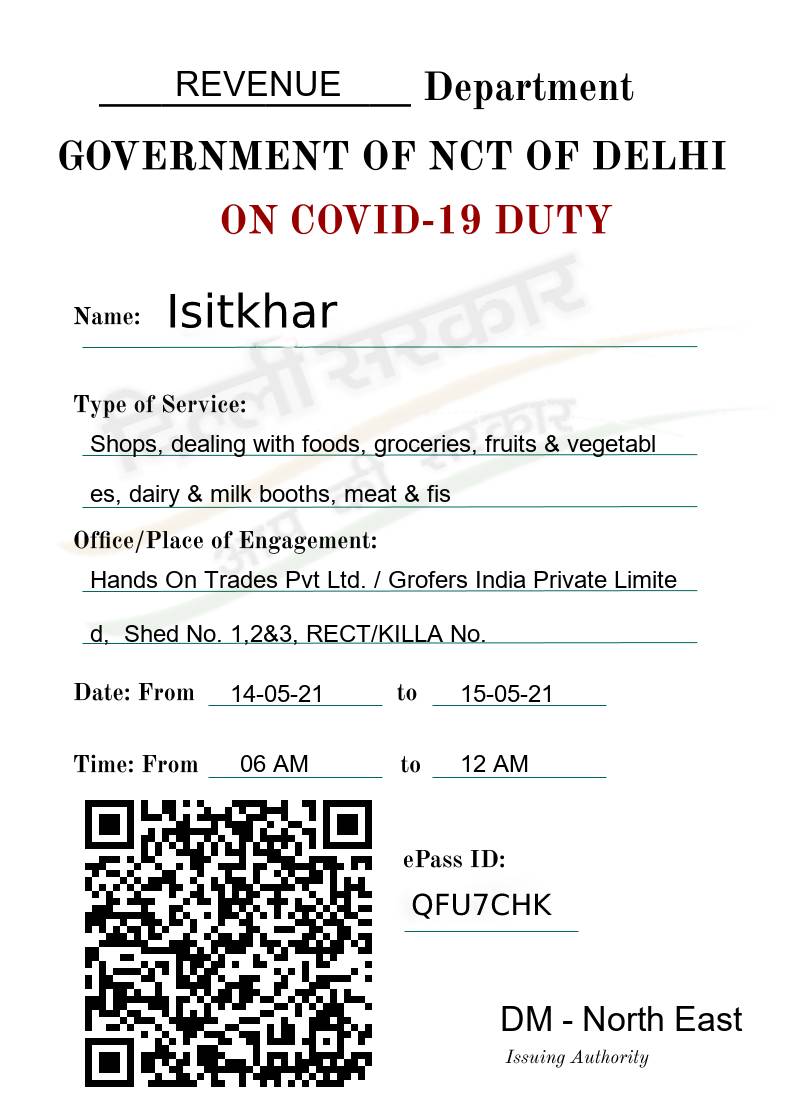 REVENUE Department
GOVERNMENT OF NCT OF DELHI
ON COVID-19 DUTY
Name: Isitkhar
दिल्ली सरकार
आप की सरकार
Type of Service:
Shops, dealing with foods, groceries, fruits & vegetabl
es, dairy & milk booths, meat & fis
Office/Place of Engagement:
Hands On Trades Pvt Ltd. / Grofers India Private Limite
d, Shed No. 1,2&3, RECT/KILLA No.
Date: From 14-05-21 to 15-05-21
Time: From 06 AM to 12 AM
ePass ID:
QFU7CHK
DM - North East
Issuing Authority